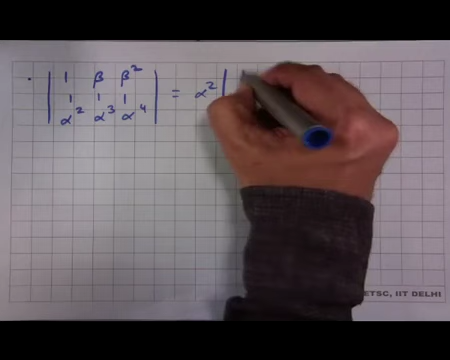 | 1 β β² |
| 1 1 1 | = α² |
| α² α³ α⁴ |
ETSC, IIT DELHI